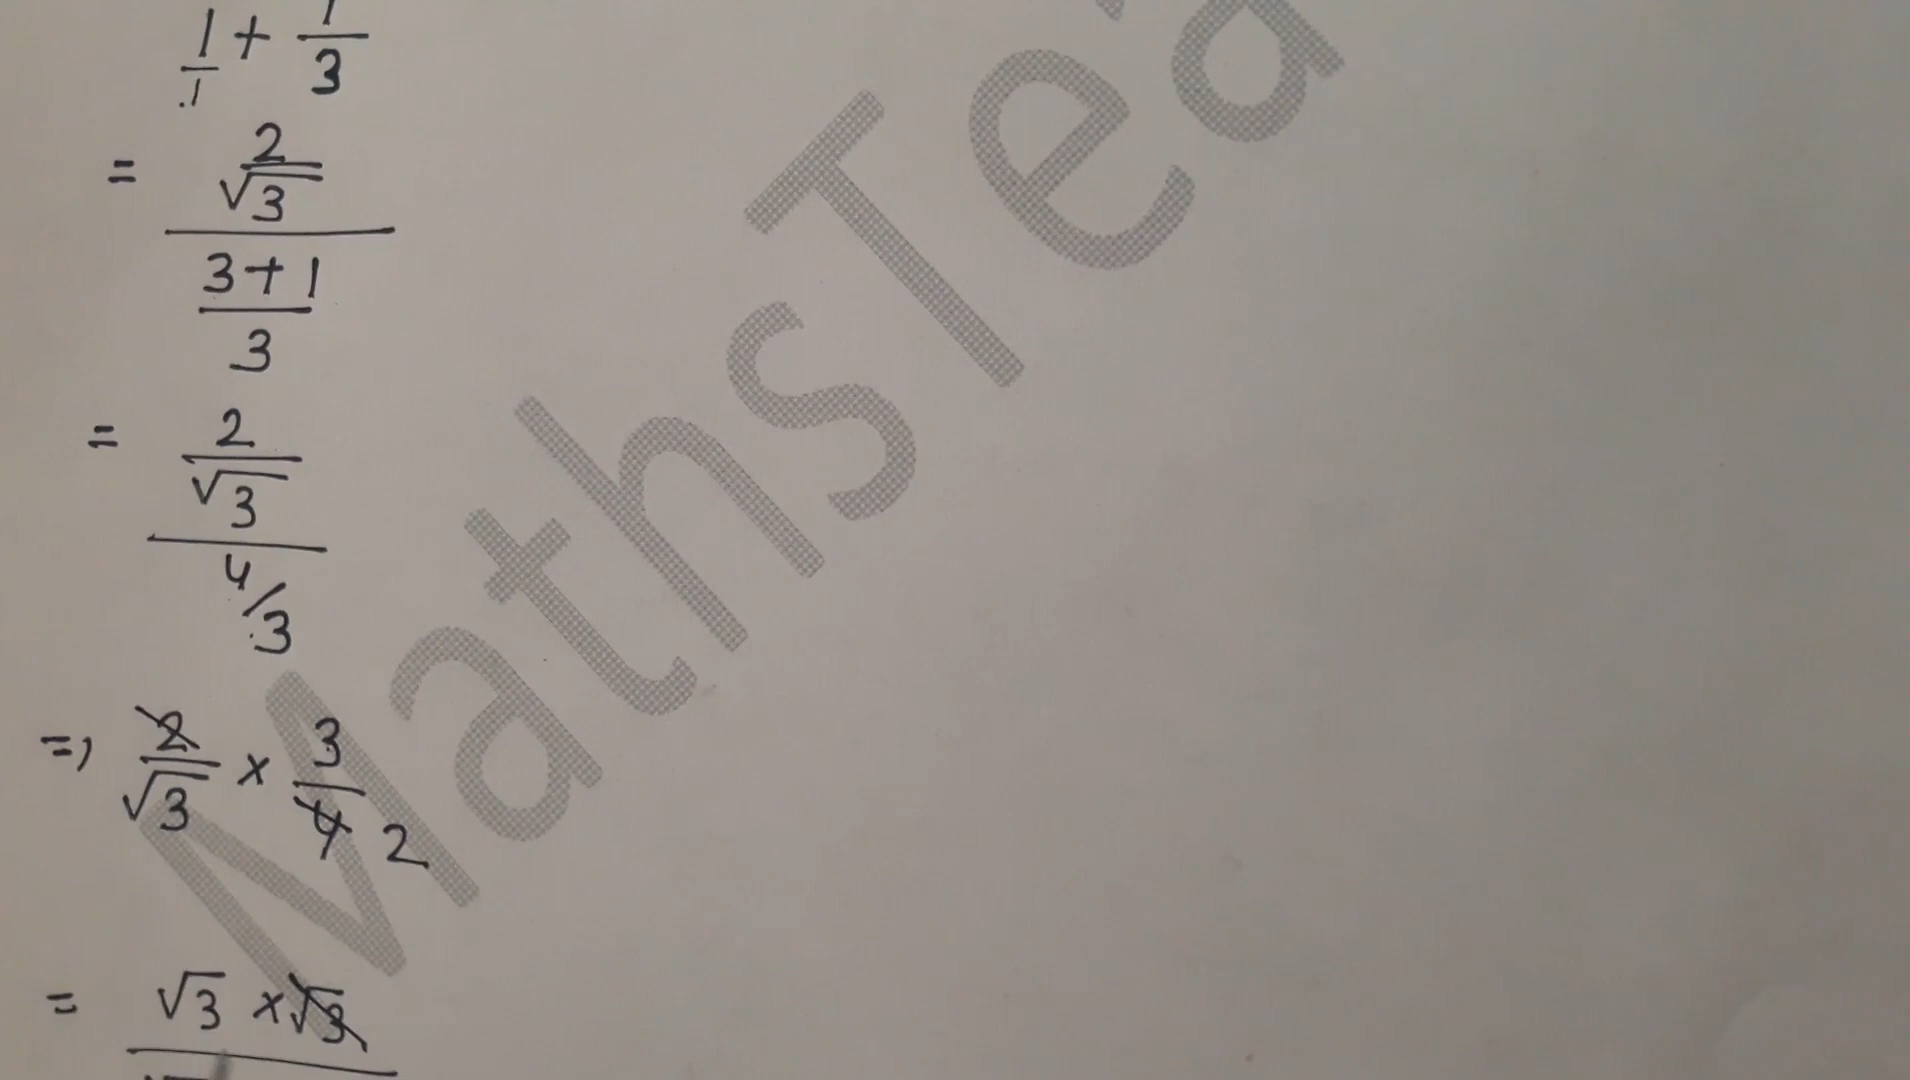 1/1 + 1/3
= (2/√3) / ((3+1)/3)
= (2/√3) / (4/3)
=, 2/√3 × 3/4 2
= √3 × √3
MathsTea